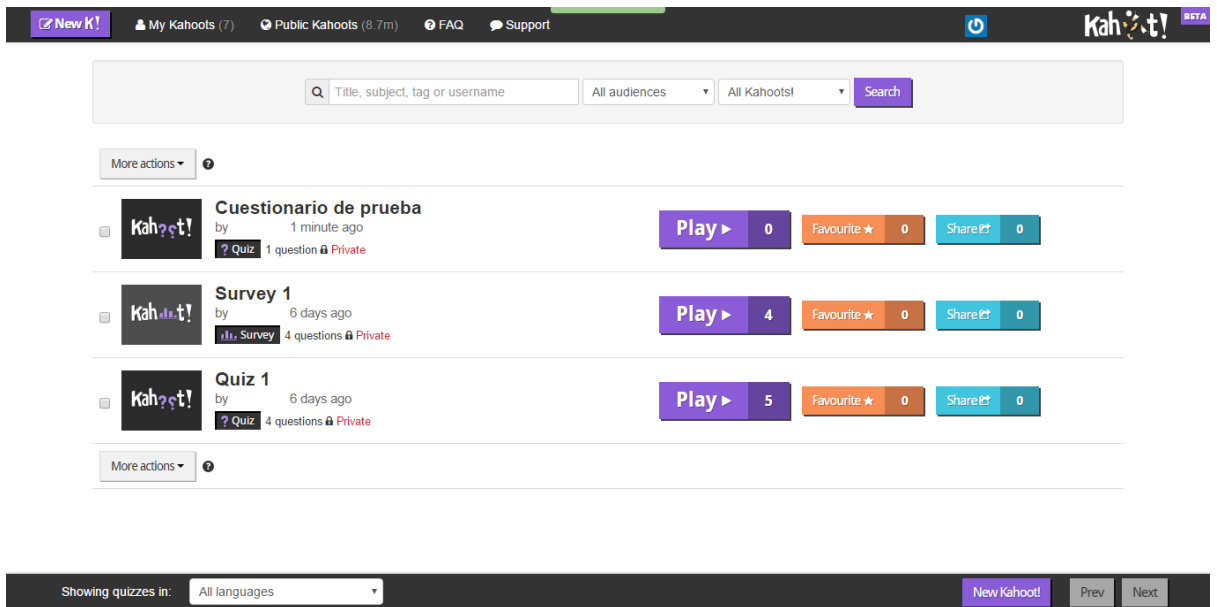 New K! My Kahoots (7) Public Kahoots (8.7m) FAQ Support Kahoot! BETA
Title, subject, tag or username All audiences All Kahoots! Search
More actions
Kahoot! Cuestionario de prueba
by 1 minute ago
? Quiz 1 question Private
Play 0 Favourite 0 Share 0
Kahoot! Survey 1
by 6 days ago
Survey 4 questions Private
Play 4 Favourite 0 Share 0
Kahoot! Quiz 1
by 6 days ago
? Quiz 4 questions Private
Play 5 Favourite 0 Share 0
More actions
Showing quizzes in: All languages New Kahoot! Prev Next